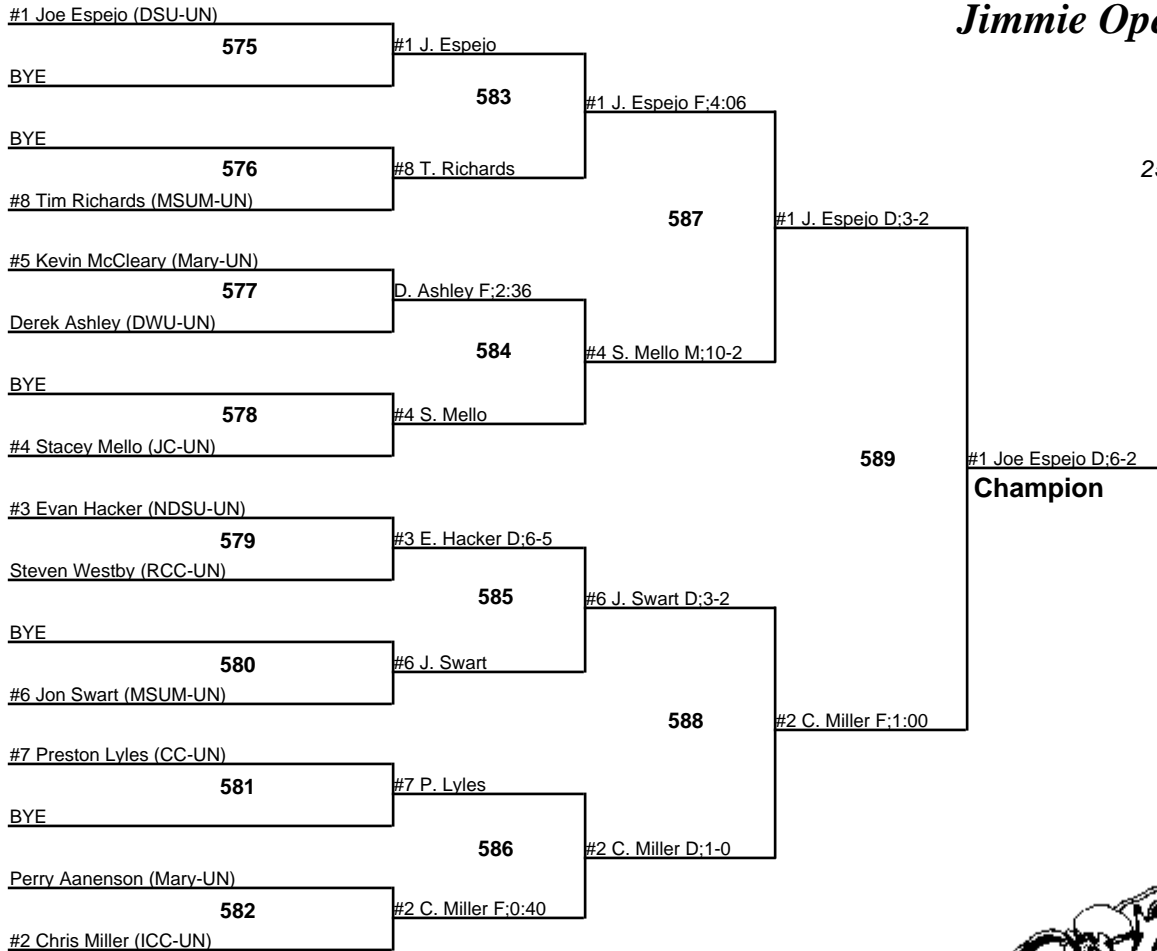 #1 Joe Espejo (DSU-UN)
575
BYE
#1 J. Espejo
583
BYE
576
#8 Tim Richards (MSUM-UN)
#8 T. Richards
#1 J. Espejo F;4:06
587
#5 Kevin McCleary (Mary-UN)
577
Derek Ashley (DWU-UN)
D. Ashley F;2:36
584
BYE
578
#4 Stacey Mello (JC-UN)
#4 S. Mello
#4 S. Mello M;10-2
#1 J. Espejo D;3-2
589
#3 Evan Hacker (NDSU-UN)
579
Steven Westby (RCC-UN)
#3 E. Hacker D;6-5
585
BYE
580
#6 Jon Swart (MSUM-UN)
#6 J. Swart
#6 J. Swart D;3-2
588
#7 Preston Lyles (CC-UN)
581
BYE
#7 P. Lyles
586
Perry Aanenson (Mary-UN)
582
#2 Chris Miller (ICC-UN)
#2 C. Miller F;0:40
#2 C. Miller D;1-0
#2 C. Miller F;1:00
#1 Joe Espejo D;6-2
Champion
Jimmie